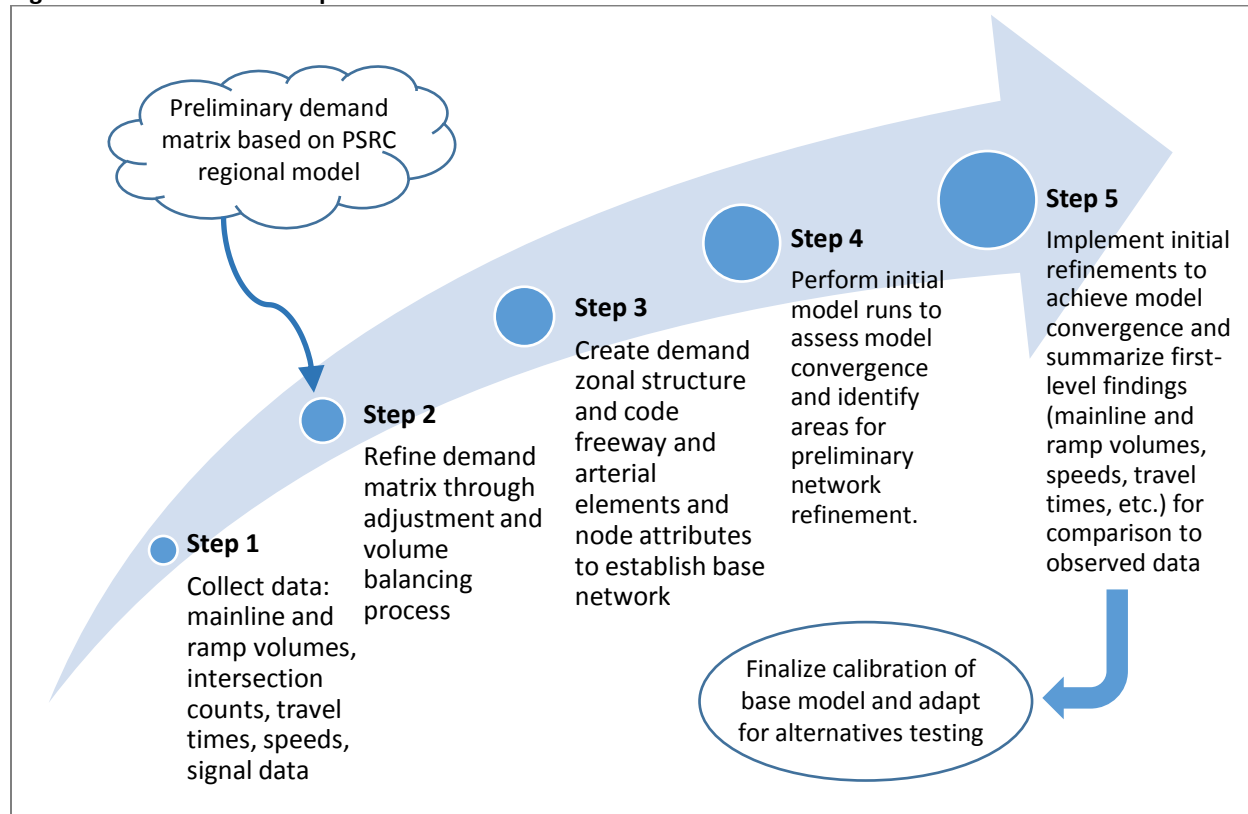 Preliminary demand
matrix based on PSRC
regional model
Step 1
Collect data:
mainline and
ramp volumes,
intersection
counts, travel
times, speeds,
signal data
Step 2
Refine demand
matrix through
adjustment and
volume
balancing
process
Step 3
Create demand
zonal structure
and code
freeway and
arterial
elements and
node attributes
to establish base
network
Step 4
Perform initial
model runs to
assess model
convergence
and identify
areas for
preliminary
network
refinement.
Step 5
Implement initial
refinements to
achieve model
convergence and
summarize first-
level findings
(mainline and
ramp volumes,
speeds, travel
times, etc.) for
comparison to
observed data
Finalize calibration of
base model and adapt
for alternatives testing